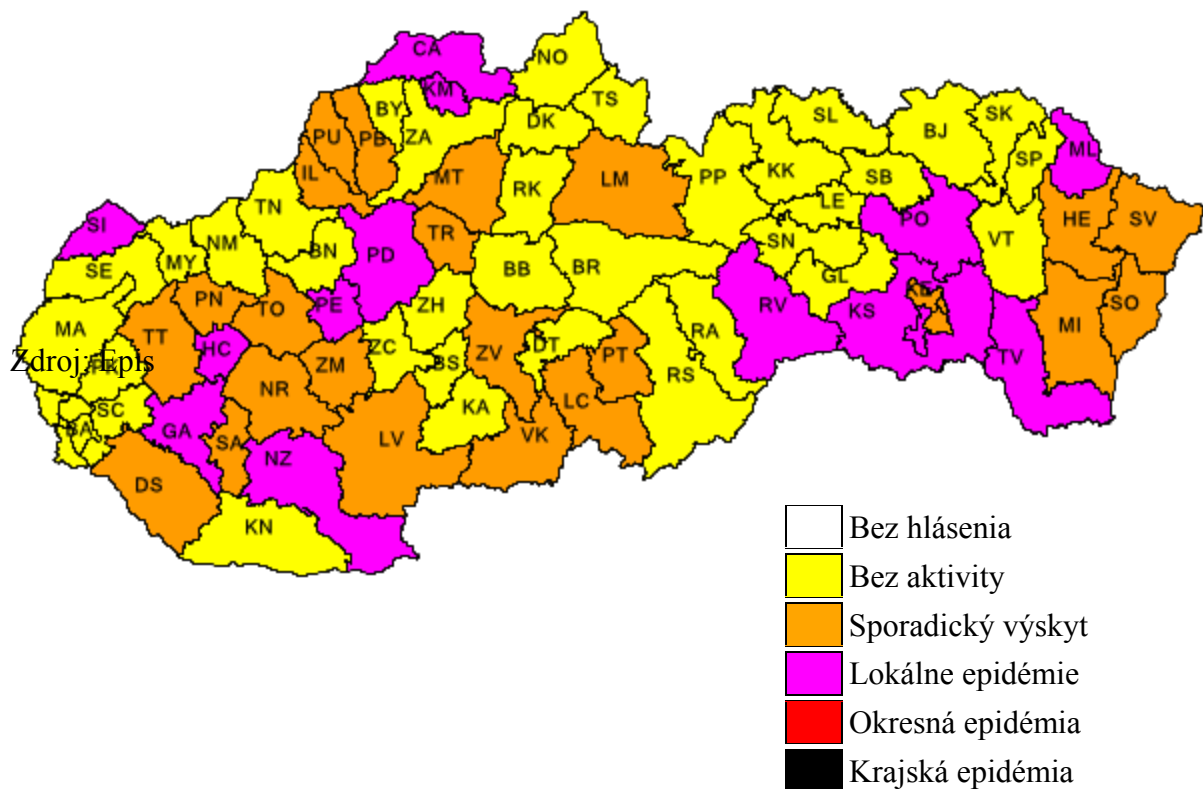 CA
NO
KM
TS
BY
PU
PB
ZA
DK
SL
BJ
SK
SP
ML
IL
MT
RK
LM
PP
KK
SB
LE
PO
HE
SV
SI
TN
NM
BN
TR
SN
VT
SE
MY
PD
BB
BR
GL
RV
KS
KE
MI
SO
PN
TO
PE
ZH
MA
TT
HC
ZM
ZC
BS
ZV
DT
PT
RA
RS
TV
Zdroj: Epis
NR
KA
LC
SC
BA
GA
SA
LV
VK
DS
NZ
KN
Bez hlásenia
Bez aktivity
Sporadický výskyt
Lokálne epidémie
Okresná epidémia
Krajská epidémia